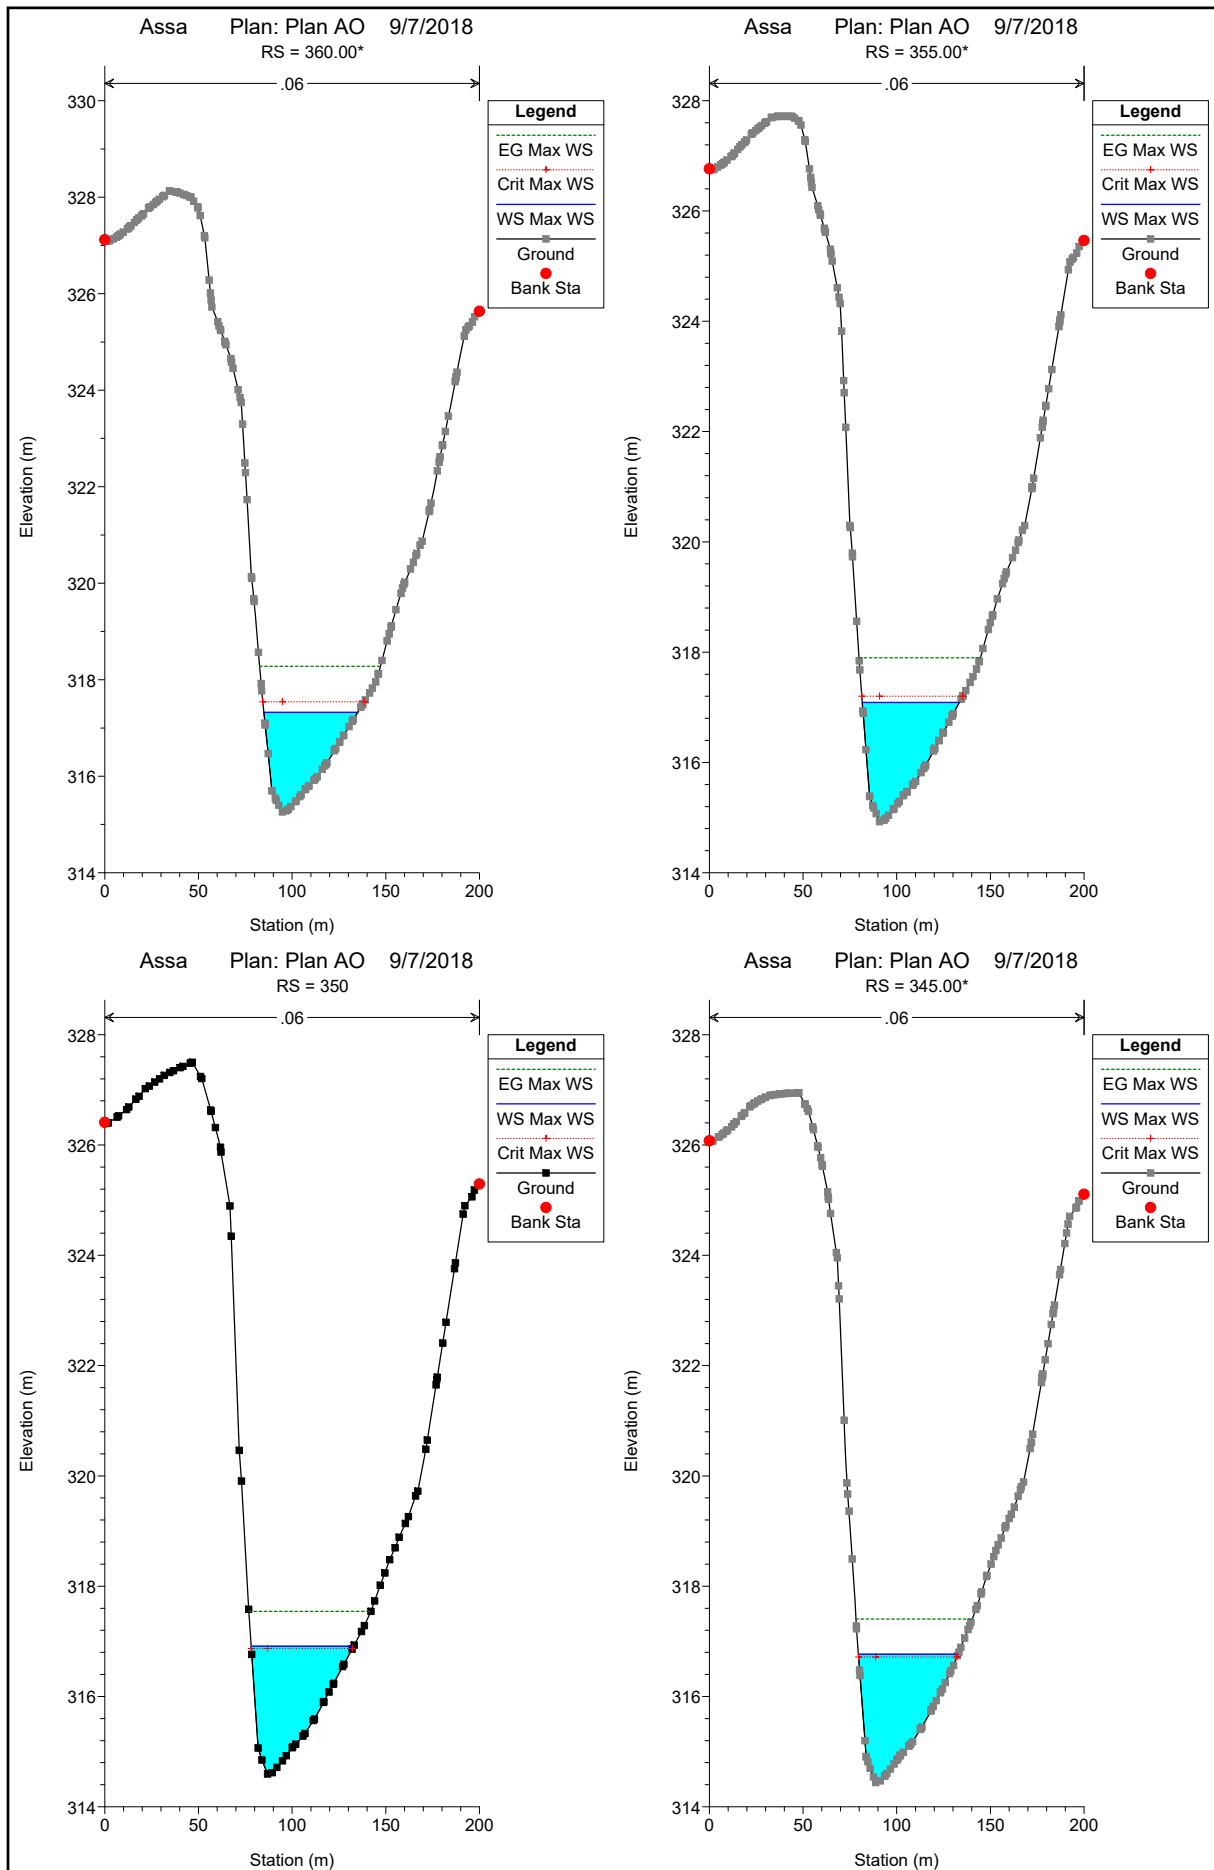 Assa Plan: Plan AO 9/7/2018
RS = 360.00*
.06
330
328
326
324
322
320
318
316
314
Elevation (m)
0 50 100 150 200
Station (m)
Legend
EG Max WS
Crit Max WS
WS Max WS
Ground
Bank Sta
Assa Plan: Plan AO 9/7/2018
RS = 355.00*
.06
328
326
324
322
320
318
316
314
Elevation (m)
0 50 100 150 200
Station (m)
Legend
EG Max WS
Crit Max WS
WS Max WS
Ground
Bank Sta
Assa Plan: Plan AO 9/7/2018
RS = 350
.06
328
326
324
322
320
318
316
314
Elevation (m)
0 50 100 150 200
Station (m)
Legend
EG Max WS
WS Max WS
Crit Max WS
Ground
Bank Sta
Assa Plan: Plan AO 9/7/2018
RS = 345.00*
.06
328
326
324
322
320
318
316
314
Elevation (m)
0 50 100 150 200
Station (m)
Legend
EG Max WS
WS Max WS
Crit Max WS
Ground
Bank Sta